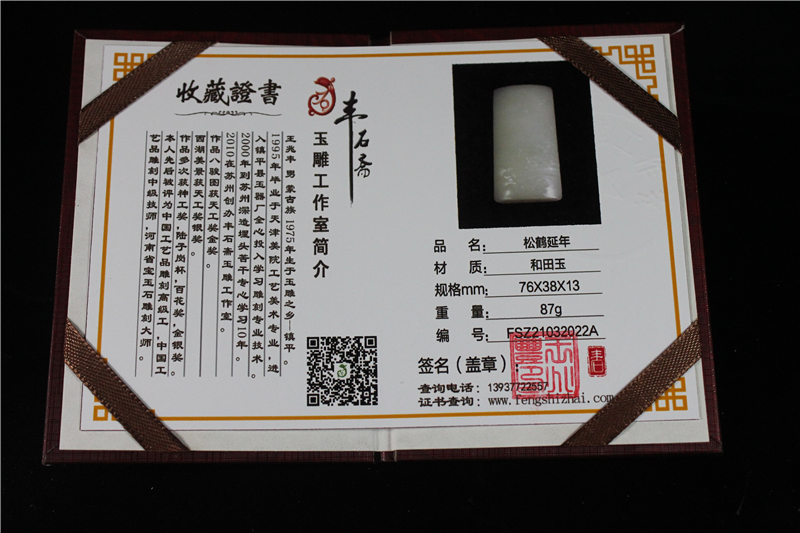 收藏證書
丰石斋
玉雕工作室简介
王兆丰 男 蒙古族 1975年生于玉雕之乡—镇平。
1995年毕业于天津美院工艺美术专业，进
入镇平县玉器厂全心投入学习雕刻专业技术。
2000年到苏州深造埋头苦干专心学习10年。
2010在苏州创办丰石斋玉雕工作室。
作品八骏图获天工奖金奖。
西湖美景获天工奖银奖。
作品多次获神工奖，陆子岗杯，百花奖，金银奖。
本人先后被评为中国工艺品雕刻高级工，中国工
艺品雕刻中级技师，河南省宝玉石雕刻大师。
品 名： 松鹤延年
材 质： 和田玉
规格mm： 76X38X13
重 量： 87g
编 号： FSZ21032022A
签名（盖章）：
查询电话：13937722557
证书查询：www.fengshizhai.com